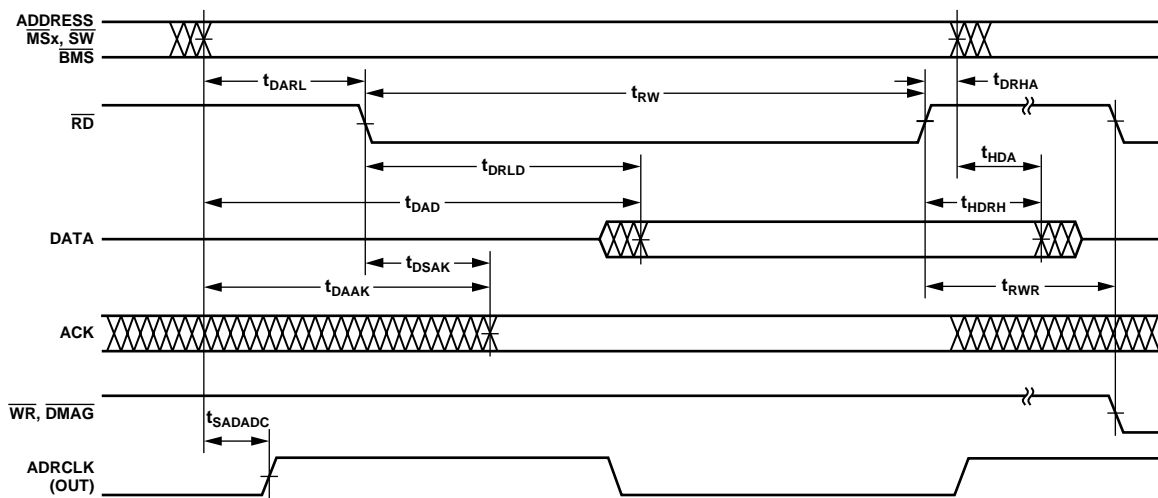 ADDRESS
MSx, SW
BMS
tDARL
tRW
tDRHA
RD
tHDA
tDRLD
tDAD
tHDRH
DATA
tDSAK
tDAAK
tRWR
ACK
WR, DMAG
tSADADC
ADRCLK
(OUT)